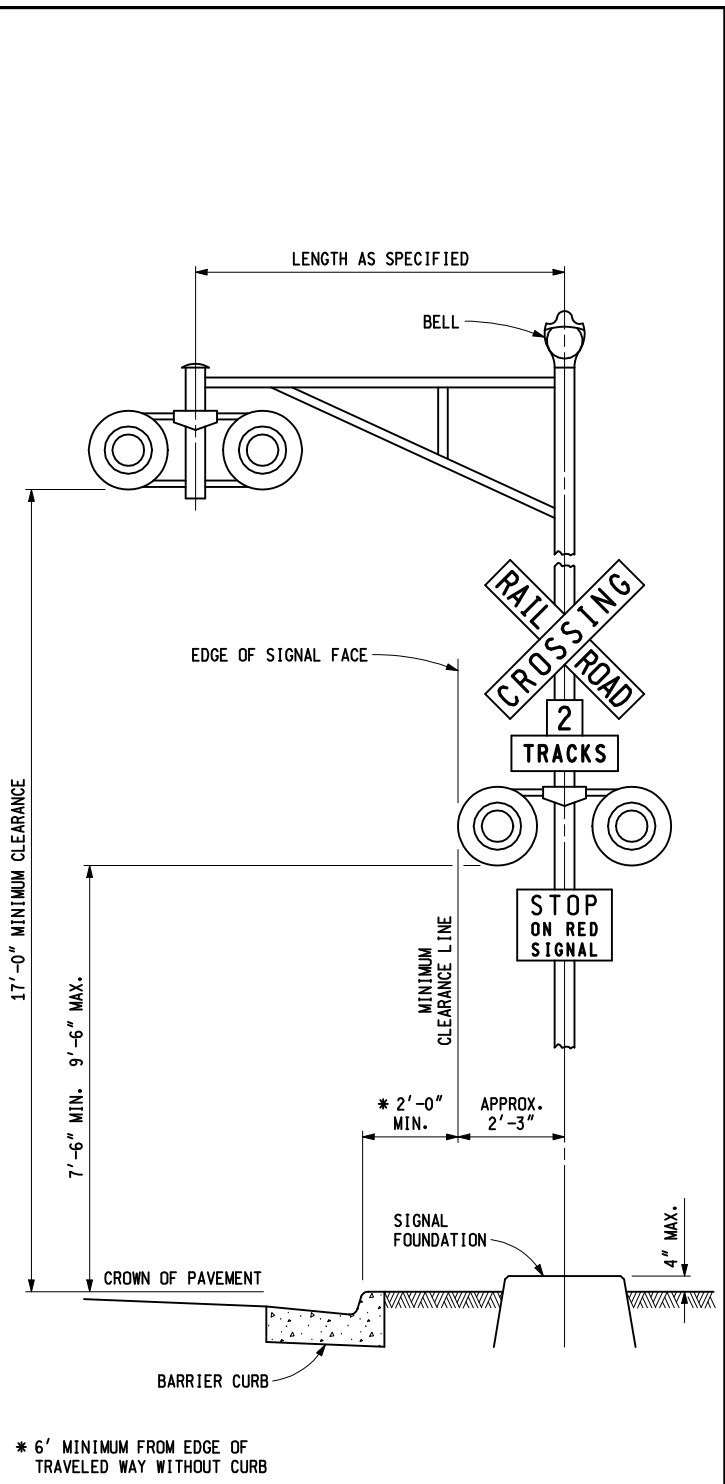 LENGTH AS SPECIFIED
BELL
RAIL
ROAD
CROSSING
EDGE OF SIGNAL FACE
2
TRACKS
17'-0" MINIMUM CLEARANCE
7'-6" MIN. 9'-6" MAX.
MINIMUM
CLEARANCE LINE
STOP
ON RED
SIGNAL
* 2'-0"
MIN.
APPROX.
2'-3"
SIGNAL
FOUNDATION
4" MAX.
CROWN OF PAVEMENT
BARRIER CURB
* 6' MINIMUM FROM EDGE OF
TRAVELED WAY WITHOUT CURB